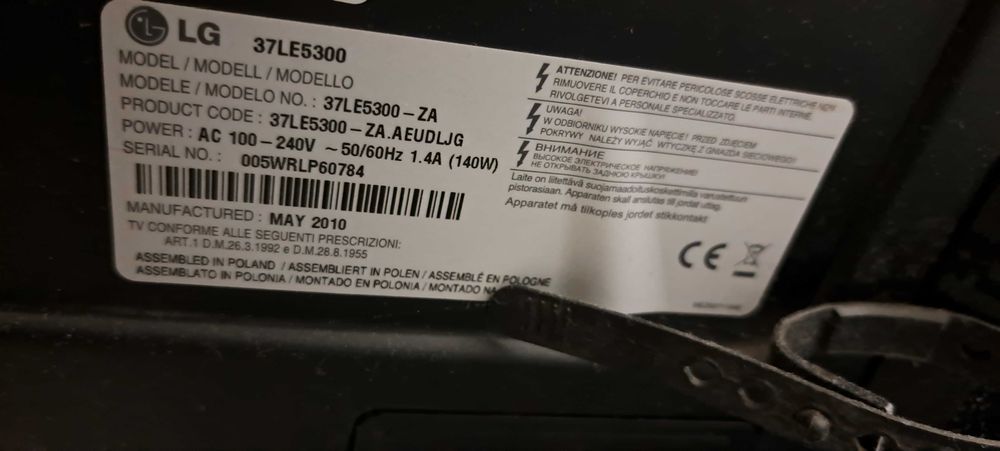 LG 37LE5300
MODEL / MODELL / MODELLO
MODELE / MODELO NO. : 37LE5300-ZA
PRODUCT CODE : 37LE5300-ZA.AEUDLJG
POWER : AC 100-240V ~50/60Hz 1.4A (140W)
SERIAL NO. : 005WRLP60784
MANUFACTURED : MAY 2010
TV CONFORME ALLE SEGUENTI PRESCRIZIONI:
ART.1 D.M.26.3.1992 e D.M.28.8.1955
ASSEMBLED IN POLAND / ASSEMBLIERT IN POLEN / ASSEMBLÉ EN POLOGNE
ASSEMBLATO IN POLONIA / MONTADO EN POLONIA / MONTADO NA
ATTENZIONE! PER EVITARE PERICOLOSE SCOSSE ELETTRICHE NON
RIMUOVERE IL COPERCHIO E NON TOCCARE LE PARTI INTERNE.
RIVOLGETEVI A PERSONALE SPECIALIZZATO.
UWAGA!
W ODBIORNIKU WYSOKIE NAPIĘCIE! PRZED ZDJĘCIEM
POKRYWY NALEŻY WYJĄĆ WTYCZKĘ Z GNIAZDA SIECIOWEGO!
ВНИМАНИЕ
ВЫСОКОЕ ЭЛЕКТРИЧЕСКОЕ НАПРЯЖЕНИЕ!
НЕ ОТКРЫВАТЬ ЗАДНЮЮ КРЫШКУ!
Laite on liitettävä suojamaadoituskoskettimilla varustettuun
pistorasiaan. Apparaten skall anslutas till jordat uttag.
Apparatet må tilkoples jordet stikkontakt
CE